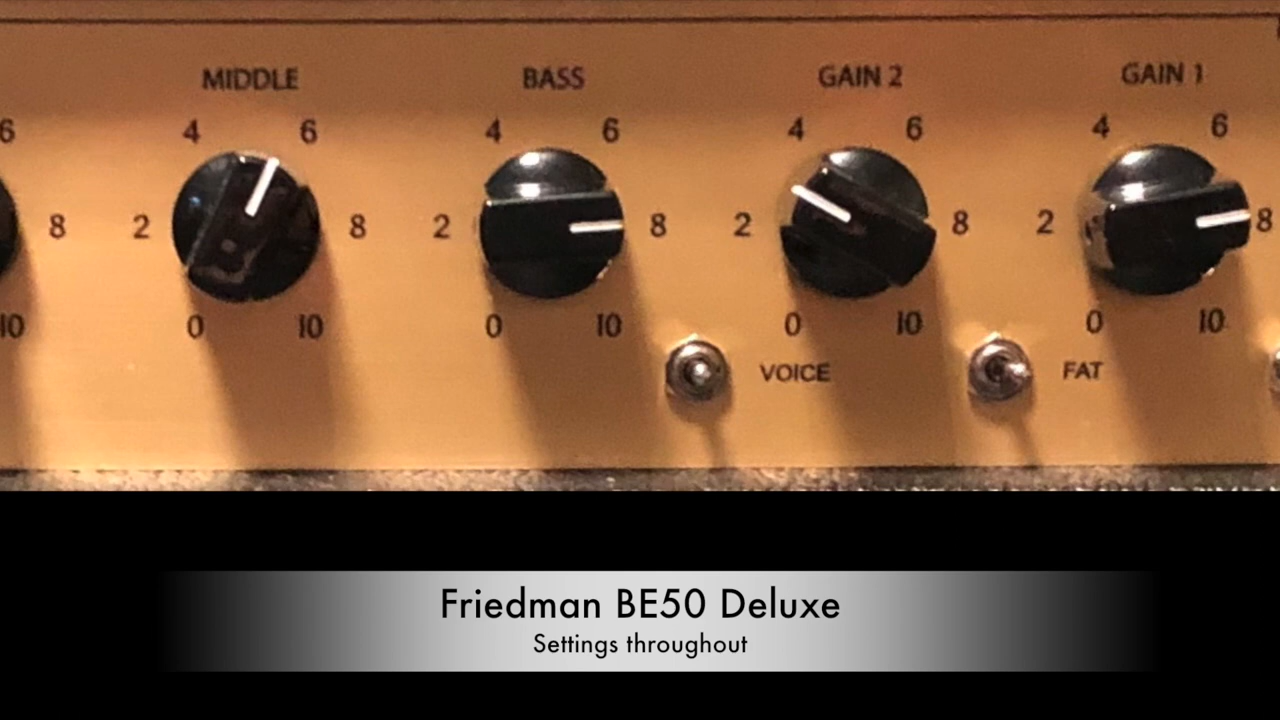 MIDDLE BASS GAIN 2 GAIN 1
6 4 6 4 6 4 6 4 6
8 2 8 2 8 2 8 2 8
10 0 10 0 10 0 10 0 10
VOICE FAT
Friedman BE50 Deluxe
Settings throughout